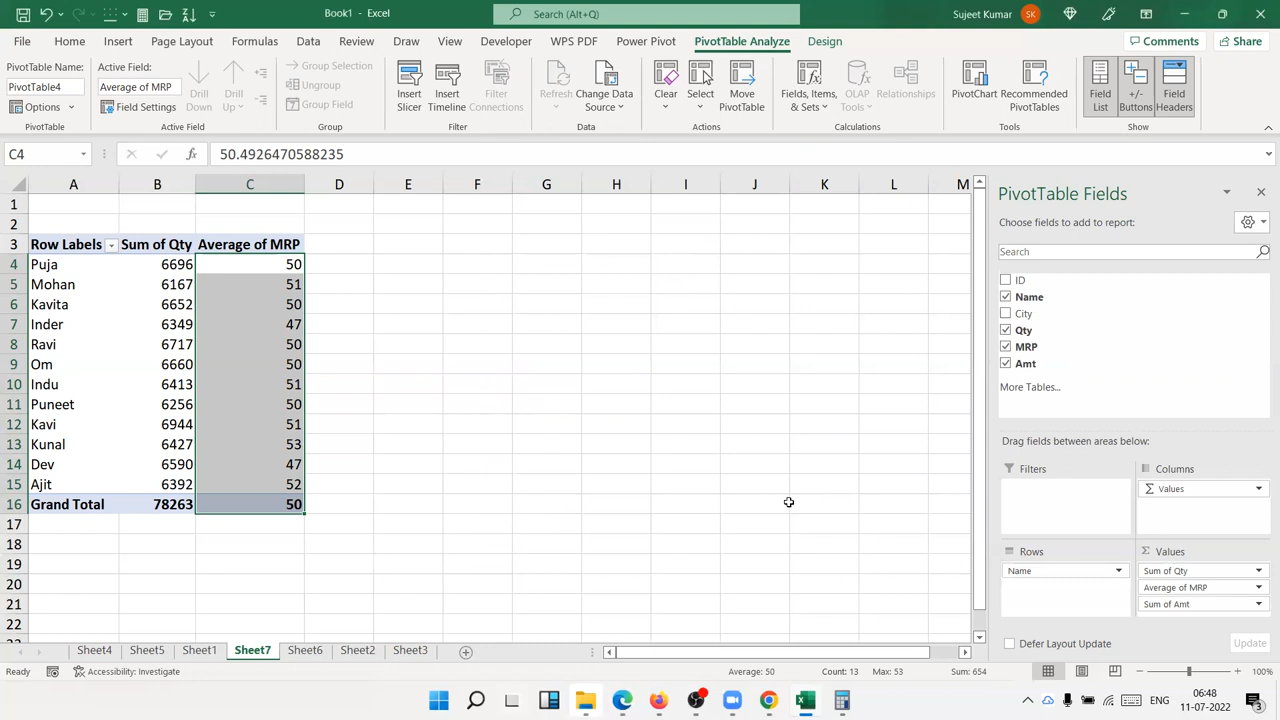 Book1 - Excel
Search (Alt+Q)
Sujeet Kumar
SK
File Home Insert Page Layout Formulas Data Review View Draw Developer WPS PDF Power Pivot PivotTable Analyze Design
Comments
Share
PivotTable Name:
PivotTable4
Options
PivotTable
Active Field:
Average of MRP
Field Settings
Drill Down
Drill Up
Active Field
Group Selection
Ungroup
Group Field
Group
Insert Slicer
Insert Timeline
Filter Connections
Filter
Refresh
Change Data Source
Data
Clear
Select
Move PivotTable
Actions
Fields, Items, & Sets
OLAP Tools
Relationships
Calculations
PivotChart
Recommended PivotTables
Tools
Field List
+/- Buttons
Field Headers
Show
C4
fx
50.4926470588235
A B C D E F G H I J K L M
1
2
3 Row Labels Sum of Qty Average of MRP
4 Puja 6696 50
5 Mohan 6167 51
6 Kavita 6652 50
7 Inder 6349 47
8 Ravi 6717 50
9 Om 6660 50
10 Indu 6413 51
11 Puneet 6256 50
12 Kavi 6944 51
13 Kunal 6427 53
14 Dev 6590 47
15 Ajit 6392 52
16 Grand Total 78263 50
17
18
19
20
21
22
23
PivotTable Fields
Choose fields to add to report:
Search
ID
Name
City
Qty
MRP
Amt
More Tables...
Drag fields between areas below:
Filters
Columns
Σ Values
Rows
Name
Σ Values
Sum of Qty
Average of MRP
Sum of Amt
Defer Layout Update
Update
Sheet4 Sheet5 Sheet1 Sheet7 Sheet6 Sheet2 Sheet3
Ready
Accessibility: Investigate
Average: 50
Count: 13
Max: 53
Sum: 654
100%
ENG
06:48
11-07-2022
3